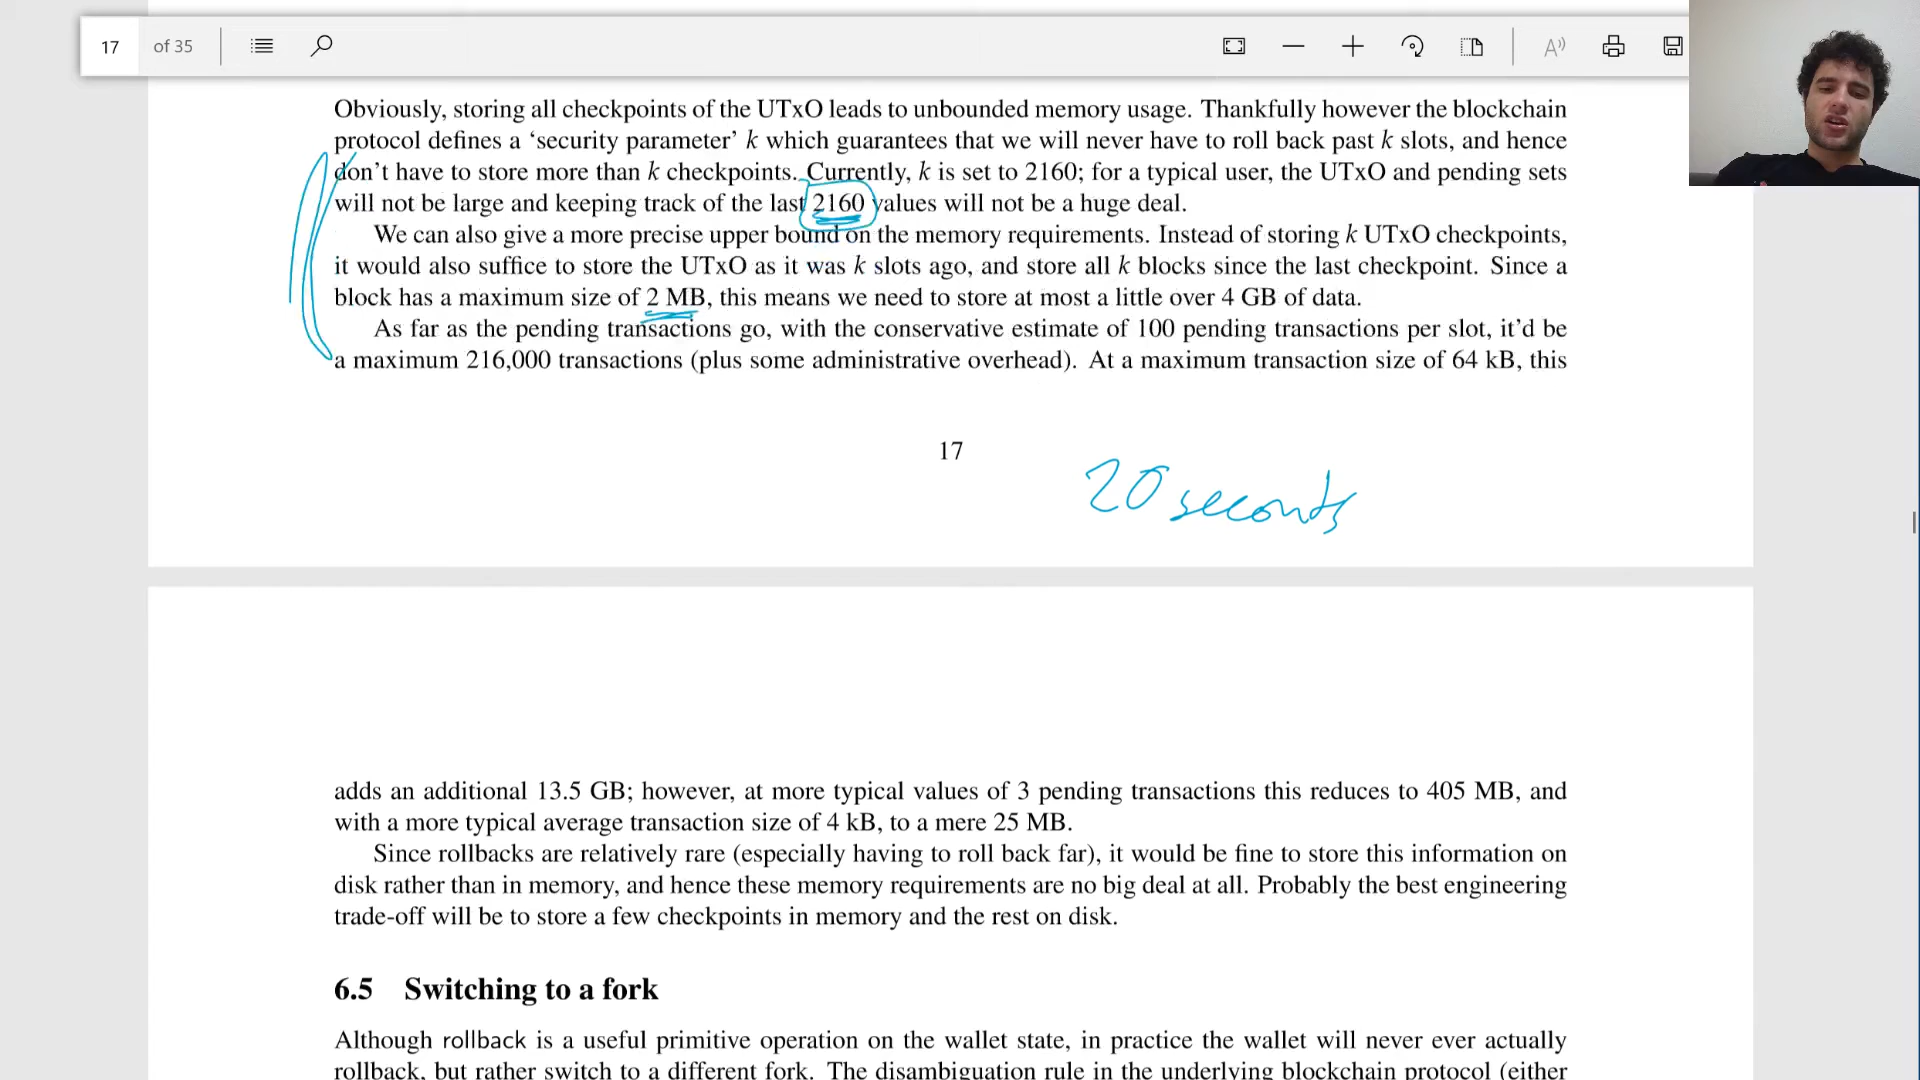 17 of 35
Obviously, storing all checkpoints of the UTxO leads to unbounded memory usage. Thankfully however the blockchain
protocol defines a ‘security parameter’ k which guarantees that we will never have to roll back past k slots, and hence
don’t have to store more than k checkpoints. Currently, k is set to 2160; for a typical user, the UTxO and pending sets
will not be large and keeping track of the last 2160 values will not be a huge deal.
We can also give a more precise upper bound on the memory requirements. Instead of storing k UTxO checkpoints,
it would also suffice to store the UTxO as it was k slots ago, and store all k blocks since the last checkpoint. Since a
block has a maximum size of 2 MB, this means we need to store at most a little over 4 GB of data.
As far as the pending transactions go, with the conservative estimate of 100 pending transactions per slot, it’d be
a maximum 216,000 transactions (plus some administrative overhead). At a maximum transaction size of 64 kB, this
17
20 seconds
adds an additional 13.5 GB; however, at more typical values of 3 pending transactions this reduces to 405 MB, and
with a more typical average transaction size of 4 kB, to a mere 25 MB.
Since rollbacks are relatively rare (especially having to roll back far), it would be fine to store this information on
disk rather than in memory, and hence these memory requirements are no big deal at all. Probably the best engineering
trade-off will be to store a few checkpoints in memory and the rest on disk.
6.5 Switching to a fork
Although rollback is a useful primitive operation on the wallet state, in practice the wallet will never ever actually
rollback, but rather switch to a different fork. The disambiguation rule in the underlying blockchain protocol (either